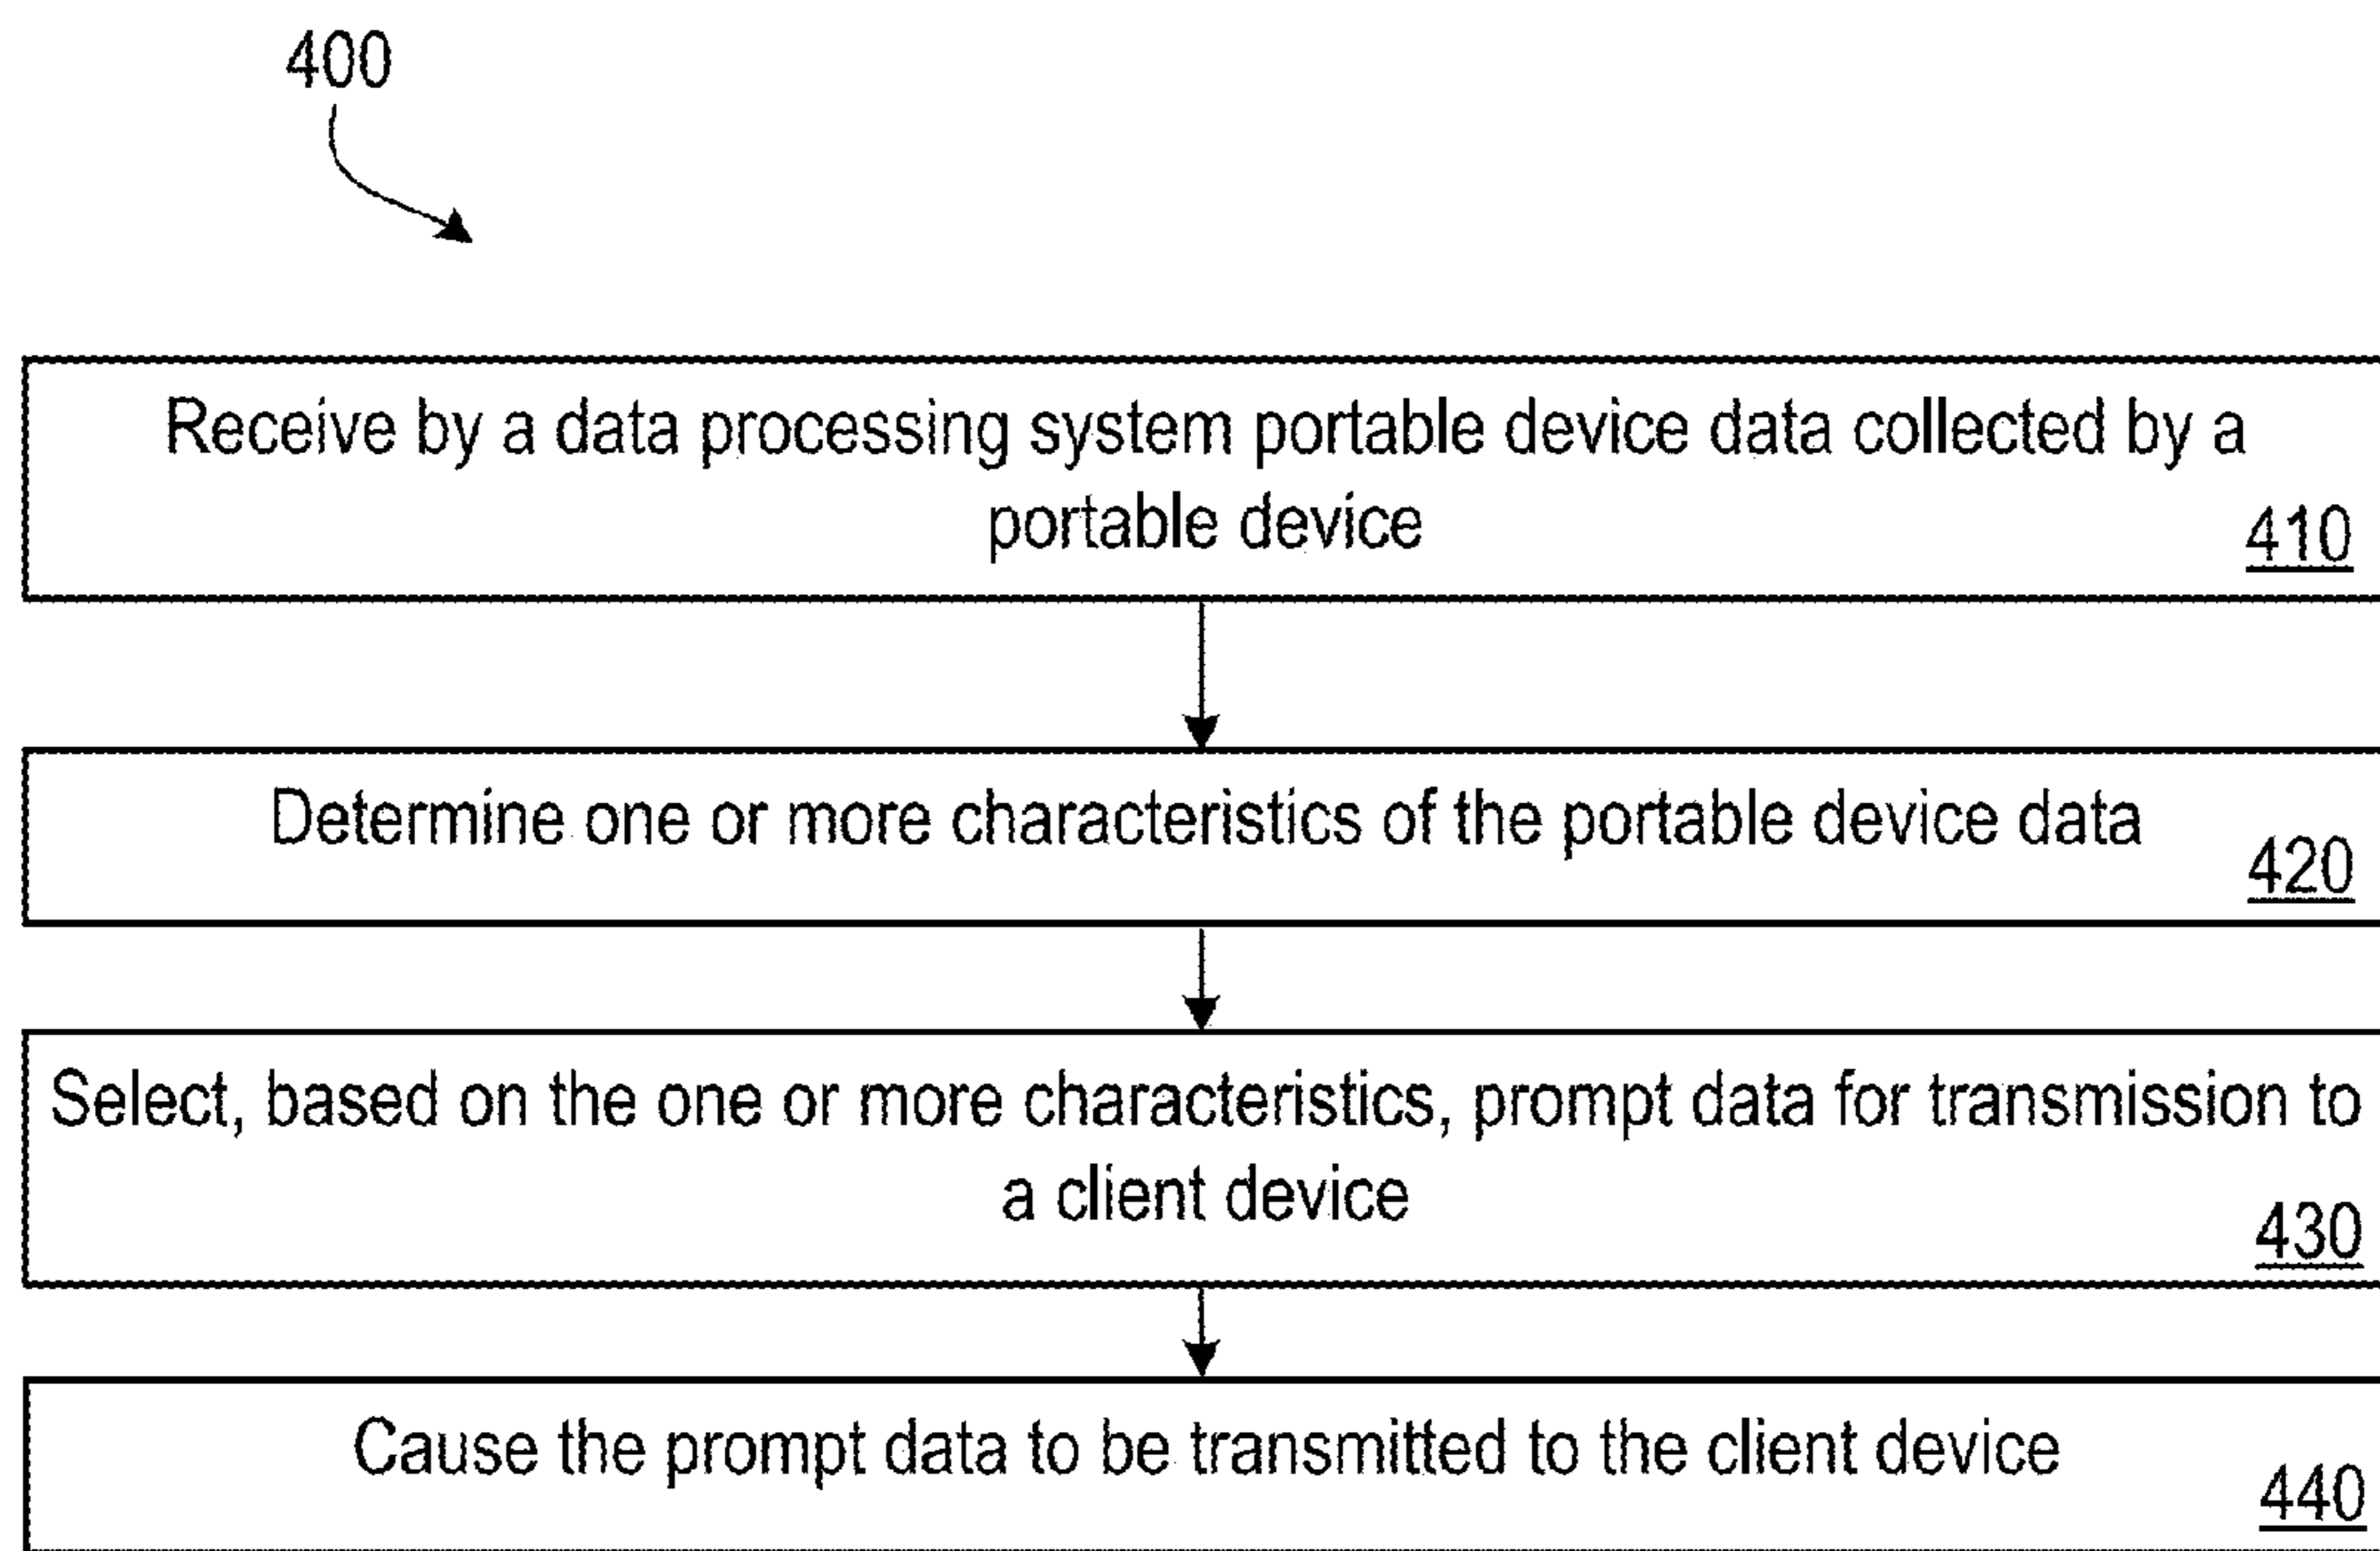 400
Receive by a data processing system portable device data collected by a
portable device
410
Determine one or more characteristics of the portable device data
420
Select, based on the one or more characteristics, prompt data for transmission to
a client device
430
Cause the prompt data to be transmitted to the client device
440